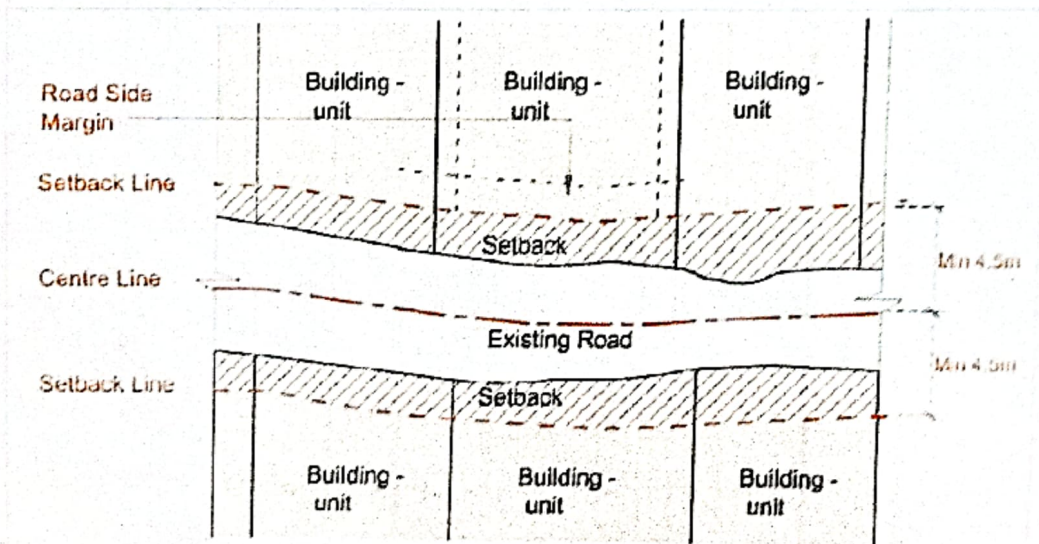 Building -
unit
Building -
unit
Building -
unit
Road Side
Margin
Setback Line
Setback
Min 4.5m
Centre Line
Existing Road
Min 4.5m
Setback Line
Setback
Building -
unit
Building -
unit
Building -
unit